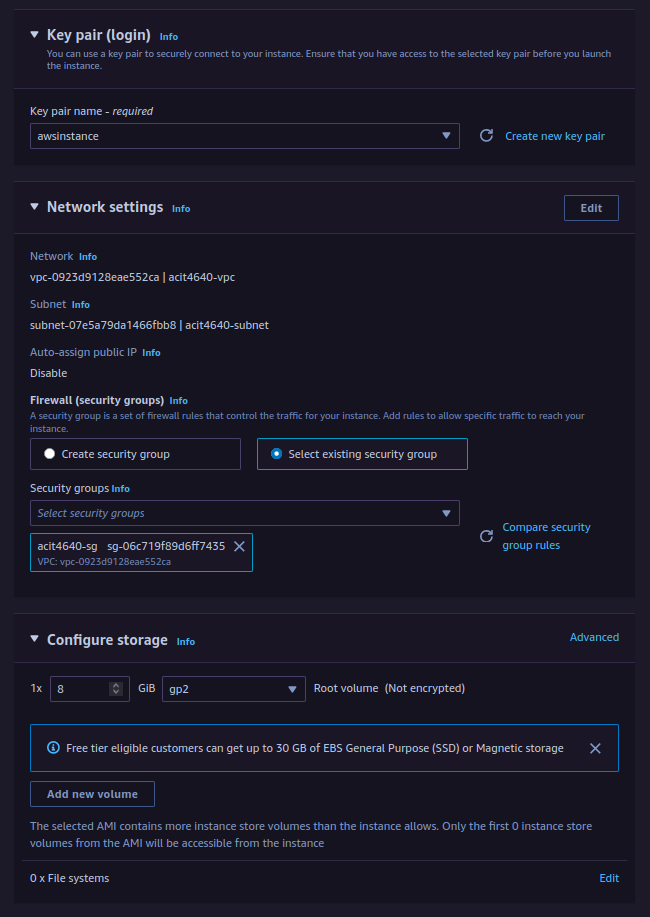 Key pair (login) Info
You can use a key pair to securely connect to your instance. Ensure that you have access to the selected key pair before you launch
the instance.
Key pair name - required
awsinstance
Create new key pair
Network settings Info
Edit
Network Info
vpc-0923d9128eae552ca | acit4640-vpc
Subnet Info
subnet-07e5a79da1466fbb8 | acit4640-subnet
Auto-assign public IP Info
Disable
Firewall (security groups) Info
A security group is a set of firewall rules that control the traffic for your instance. Add rules to allow specific traffic to reach your
instance.
Create security group
Select existing security group
Security groups Info
Select security groups
Compare security
group rules
acit4640-sg sg-06c719f89d6ff7435
VPC: vpc-0923d9128eae552ca
Configure storage Info
Advanced
1x 8 GiB gp2 Root volume (Not encrypted)
Free tier eligible customers can get up to 30 GB of EBS General Purpose (SSD) or Magnetic storage
Add new volume
The selected AMI contains more instance store volumes than the instance allows. Only the first 0 instance store
volumes from the AMI will be accessible from the instance
0 x File systems
Edit